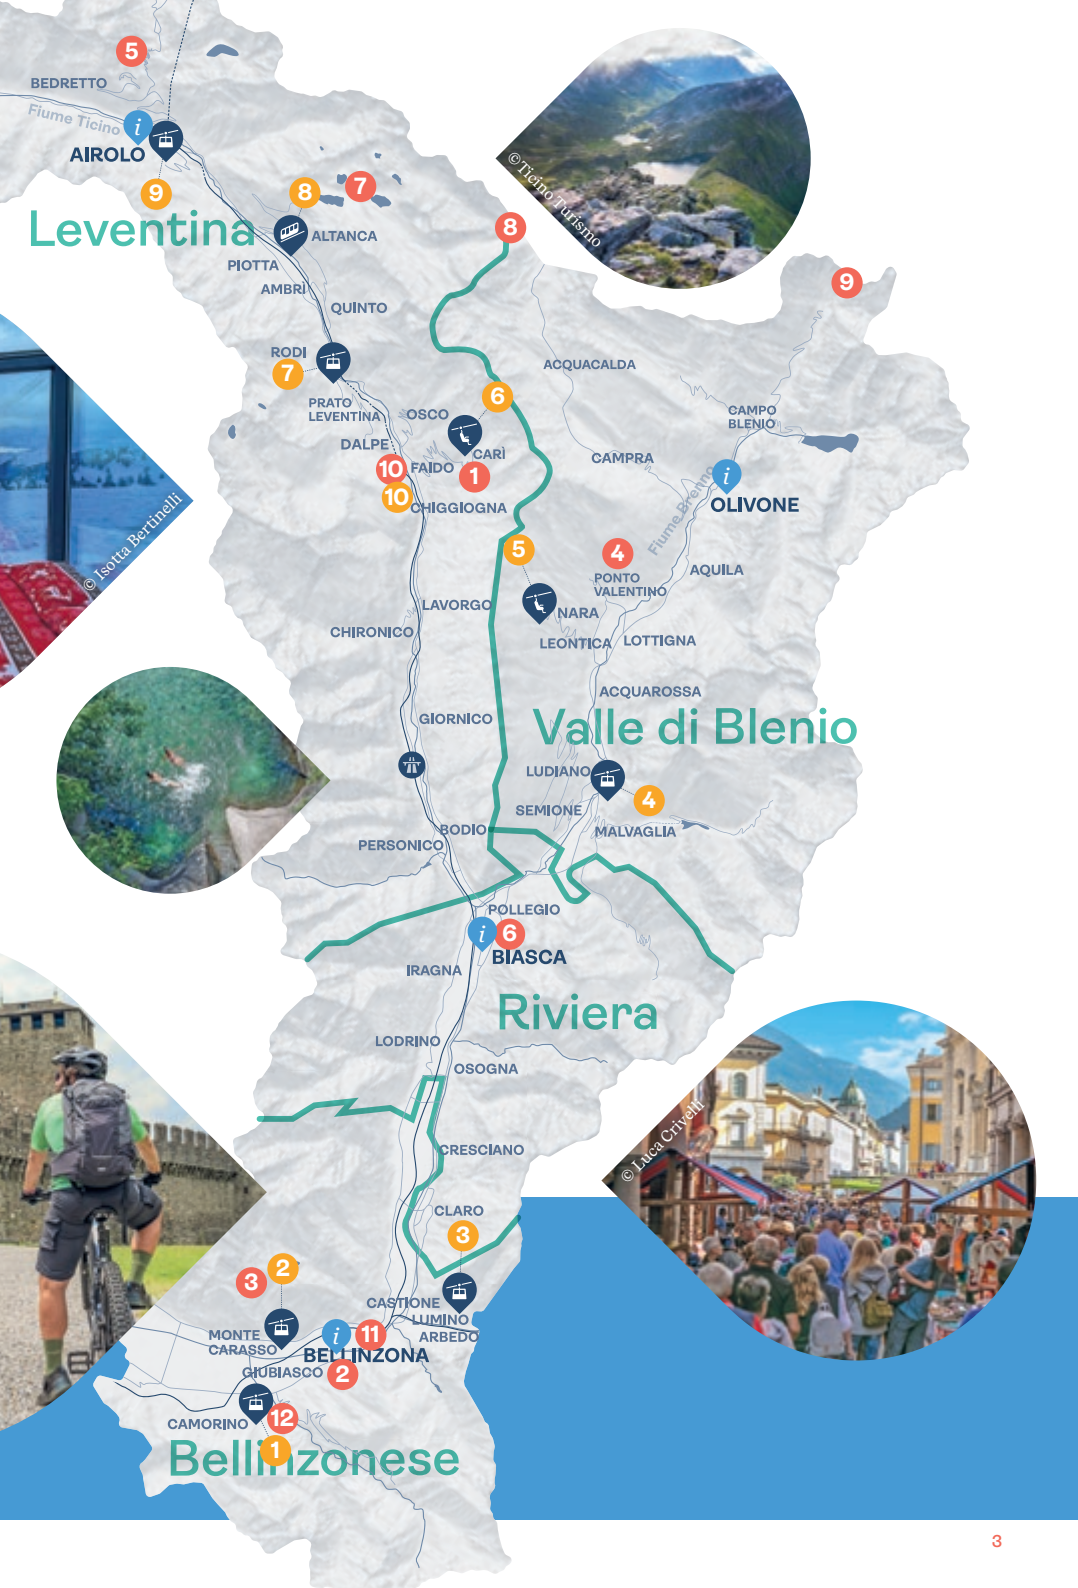 5
BEDRETTO
Fiume Ticino
i
AIROLO
9
Leventina
8
7
ALTANCA
PIOTTA
AMBRÌ
QUINTO
RODI
7
PRATO
LEVENTINA
OSCO
DALPE
10
FAIDO
10
CHIGGIOGNA
6
CARÌ
1
8
© Ticino Turismo
9
ACQUACALDA
CAMPO
BLENIO
CAMPRA
i
OLIVONE
Fiume Brenno
5
4
PONTO
VALENTINO
AQUILA
NARA
LEONTICA
LOTTIGNA
© Isotta Bertinelli
LAVORGO
CHIRONICO
ACQUAROSSA
GIORNICO
Valle di Blenio
LUDIANO
4
SEMIONE
MALVAGLIA
BODIO
PERSONICO
POLLEGIO
i
6
BIASCA
IRAGNA
Riviera
LODRINO
OSOGNA
CRESCIANO
© Luca Crivelli
CLARO
3
2
3
CASTIONE
LUMINO
ARBEDO
MONTE
CARASSO
i
11
BELLINZONA
GIUBIASCO
2
CAMORINO
12
1
Bellinzonese
3